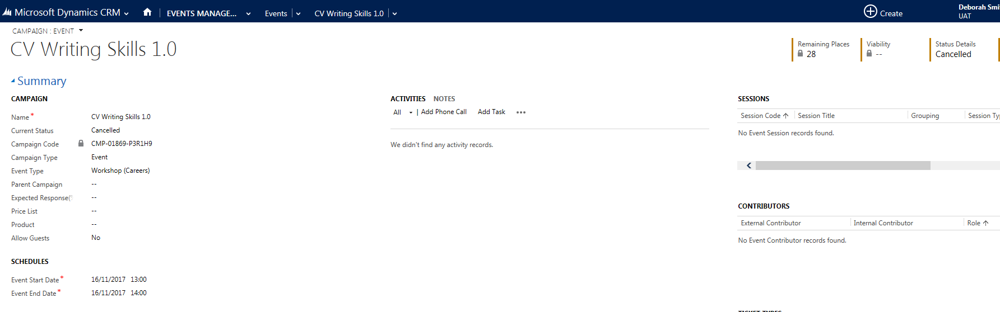 Microsoft Dynamics CRM EVENTS MANAGE... Events CV Writing Skills 1.0 Create Deborah Smi
UAT
CAMPAIGN : EVENT
CV Writing Skills 1.0
Remaining Places Viability Status Details
28 -- Cancelled
Summary
CAMPAIGN
Name* CV Writing Skills 1.0
Current Status Cancelled
Campaign Code CMP-01869-P3R1H9
Campaign Type Event
Event Type Workshop (Careers)
Parent Campaign --
Expected Response(% --
Price List --
Product --
Allow Guests No
SCHEDULES
Event Start Date* 16/11/2017 13:00
Event End Date* 16/11/2017 14:00
ACTIVITIES NOTES
All | Add Phone Call Add Task ...
We didn't find any activity records.
SESSIONS
Session Code ↑ Session Title Grouping Session Ty
No Event Session records found.
CONTRIBUTORS
External Contributor Internal Contributor Role ↑
No Event Contributor records found.
TICKET TYPES